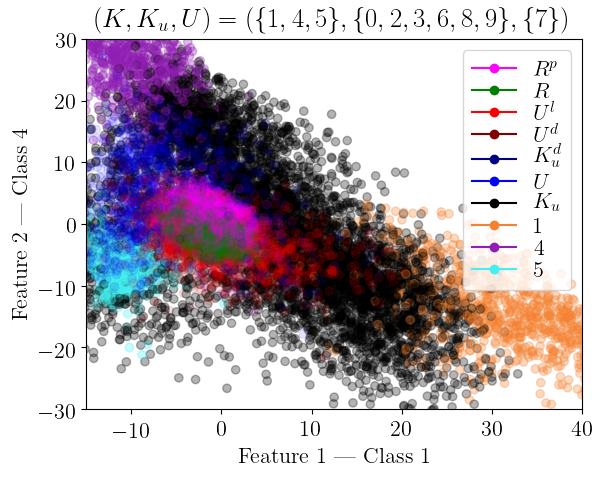 (K, K_u, U) = ({1, 4, 5}, {0, 2, 3, 6, 8, 9}, {7})
30
20
10
0
−10
−20
−30
Feature 2 — Class 4
R^p
R
U^l
U^d
K_u^d
U
K_u
1
4
5
−10
0
10
20
30
40
Feature 1 — Class 1